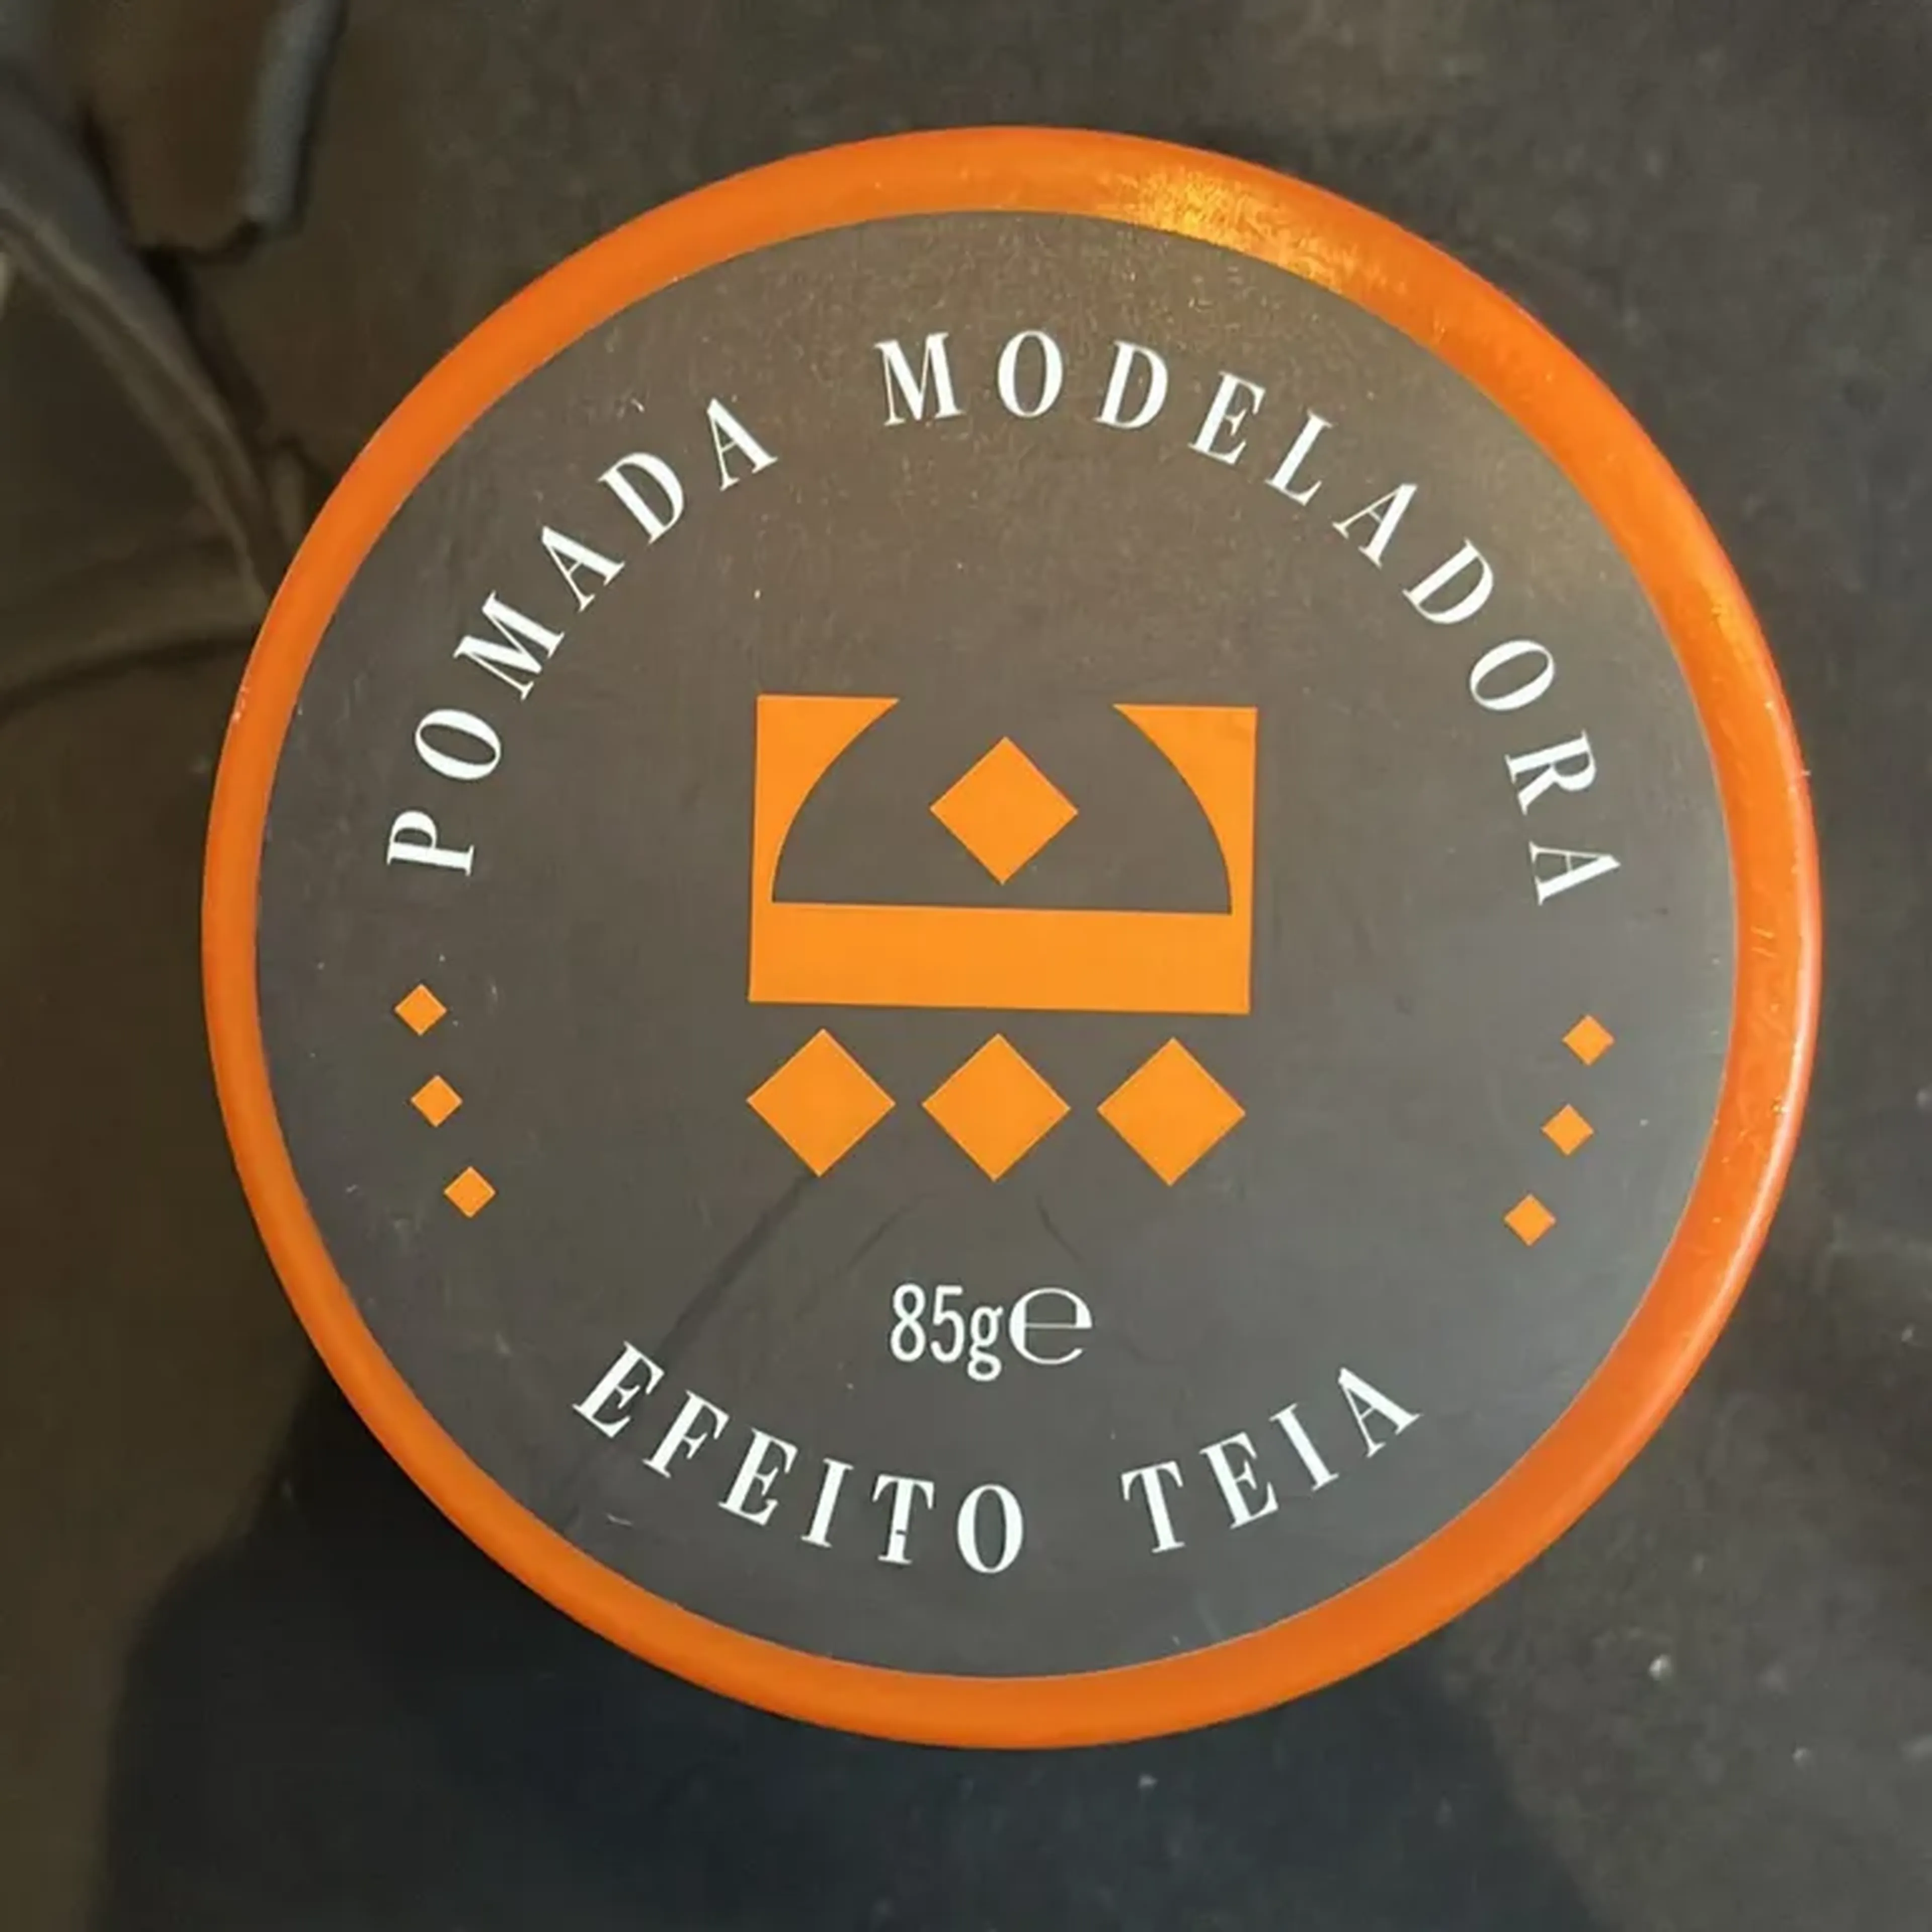 POMADA MODELADORA
85g℮
EFEITO TEIA